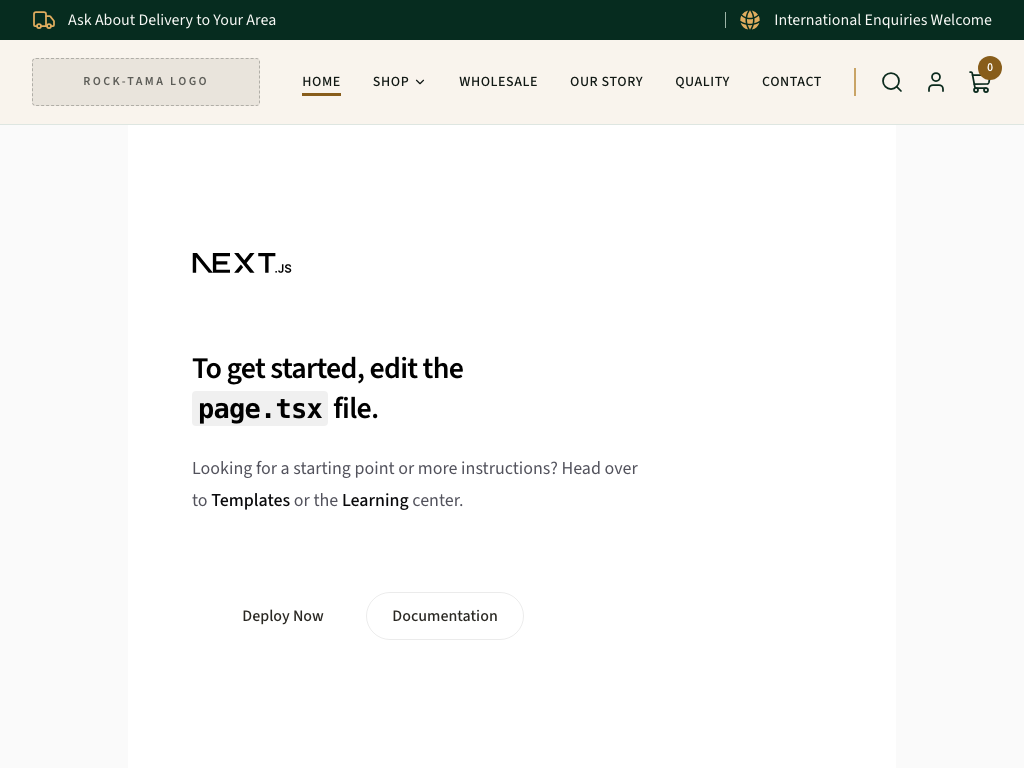 Ask About Delivery to Your Area
International Enquiries Welcome
ROCK-TAMA LOGO
HOME
SHOP
WHOLESALE
OUR STORY
QUALITY
CONTACT
0
NEXT.JS
To get started, edit the
page.tsx file.
Looking for a starting point or more instructions? Head over
to Templates or the Learning center.
Deploy Now
Documentation